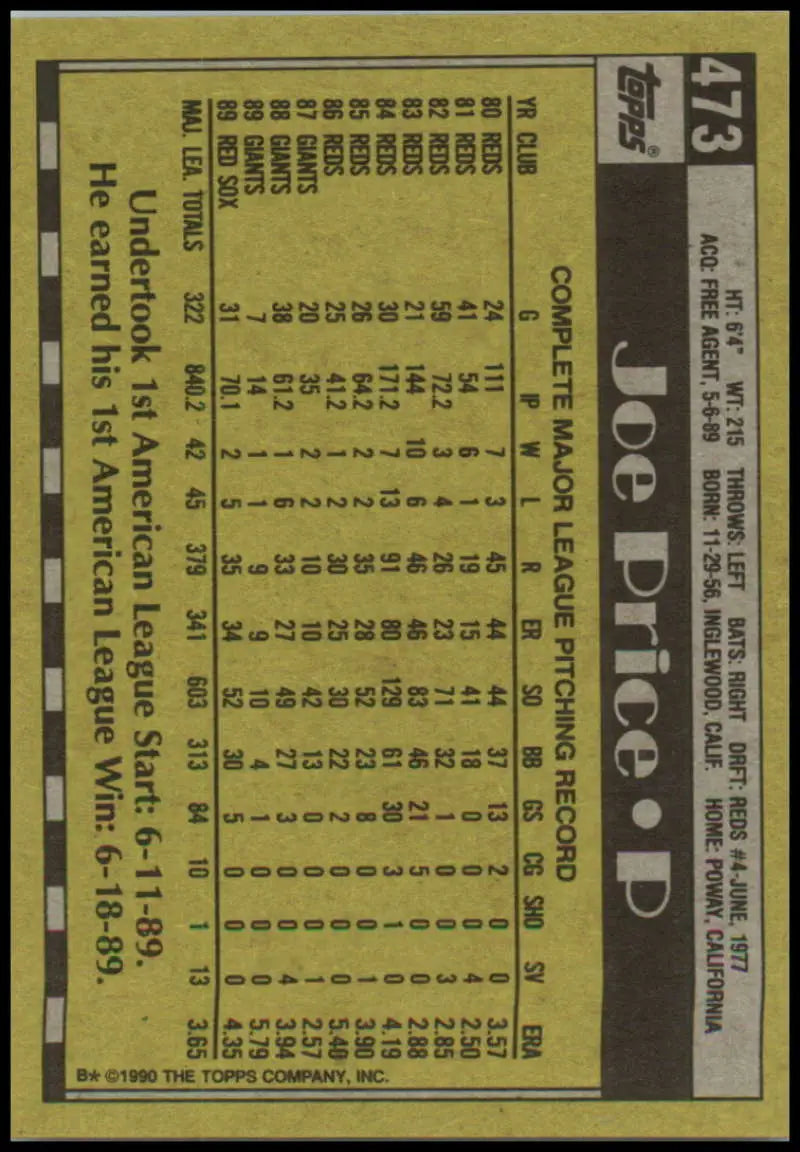 473
HT: 6'4" WT: 215 THROWS: LEFT BATS: RIGHT DRFT: REDS #4-JUNE, 1977
ACQ: FREE AGENT, 5-6-89 BORN: 11-29-56, INGLEWOOD, CALIF. HOME: POWAY, CALIFORNIA
TOPPS®
Joe Price • P
COMPLETE MAJOR LEAGUE PITCHING RECORD
YR CLUB G IP W L R ER SO BB GS CG SHO SV ERA
80 REDS 24 111 7 3 45 44 44 37 13 2 0 0 3.57
81 REDS 41 54 6 1 19 15 41 18 0 0 0 4 2.50
82 REDS 59 72.2 3 4 26 23 71 32 1 0 0 3 2.85
83 REDS 21 144 10 6 46 46 83 46 21 5 0 0 2.88
84 REDS 30 171.2 7 13 91 80 129 61 30 3 1 0 4.19
85 REDS 26 64.2 2 2 35 28 52 23 8 0 0 1 3.90
86 REDS 25 41.2 1 2 30 25 30 22 2 0 0 0 5.40
87 GIANTS 20 35 2 2 10 10 42 13 0 0 0 1 2.57
88 GIANTS 38 61.2 1 6 33 27 49 27 3 0 0 4 3.94
89 GIANTS 7 14 1 1 9 9 10 4 1 0 0 0 5.79
89 RED SOX 31 70.1 2 5 35 34 52 30 5 0 0 0 4.35
MAJ. LEA. TOTALS 322 840.2 42 45 379 341 603 313 84 10 1 13 3.65
Undertook 1st American League Start: 6-11-89.
He earned his 1st American League Win: 6-18-89.
B* ©1990 THE TOPPS COMPANY, INC.